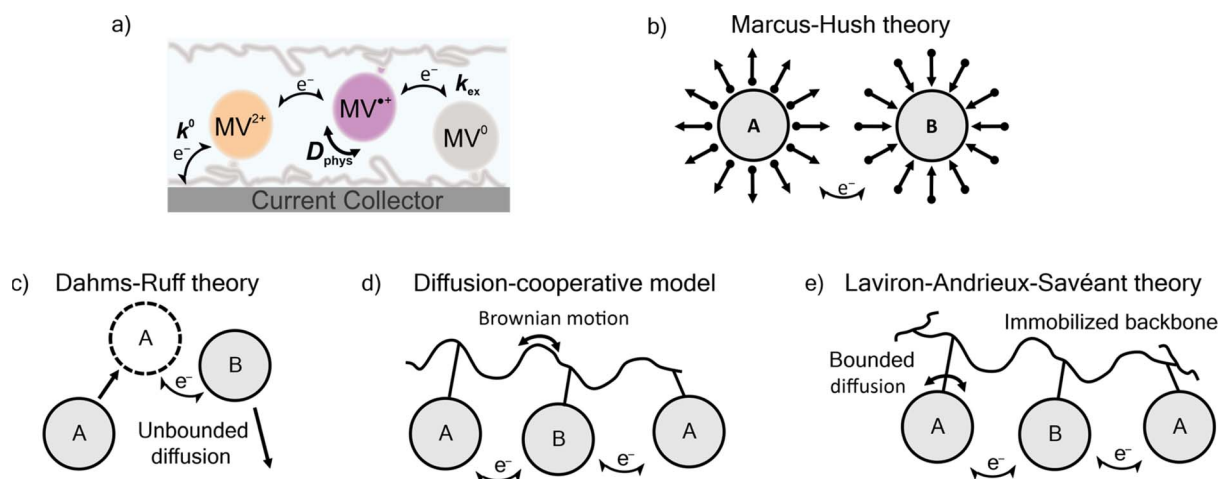 a)
e⁻
MV•+
e⁻
kex
MV2+
k0
e⁻
Dphys
MV0
Current Collector
b) Marcus-Hush theory
A
B
e⁻
c) Dahms-Ruff theory
A
B
e⁻
A
Unbounded
diffusion
d) Diffusion-cooperative model
Brownian motion
A
B
A
e⁻
e⁻
e) Laviron-Andrieux-Savéant theory
Immobilized backbone
Bounded
diffusion
A
B
A
e⁻
e⁻